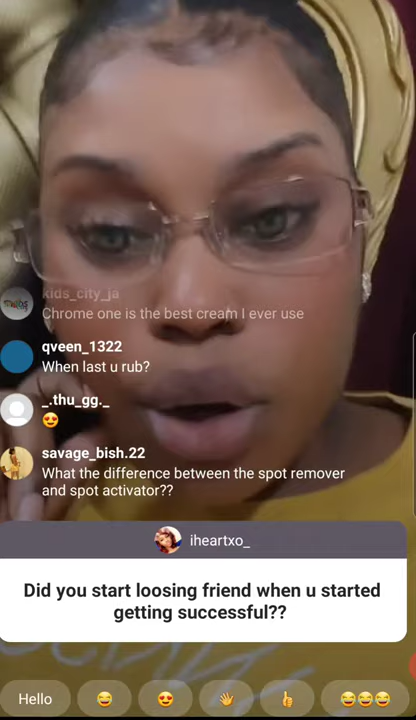 kids_city_ja
Chrome one is the best cream I ever use
qveen_1322
When last u rub?
_.thu_gg._
😍
savage_bish.22
What the difference between the spot remover
and spot activator??
iheartxo_
Did you start loosing friend when u started
getting successful??
Hello 😂 😍 👋 👍 😂😂😂